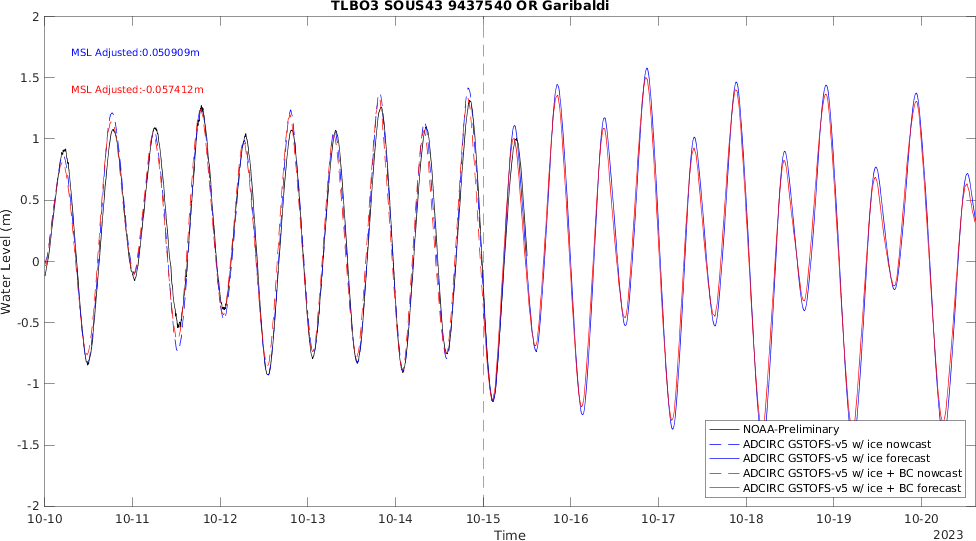 TLBO3 SOUS43 9437540 OR Garibaldi
2
1.5
1
0.5
0
-0.5
-1
-1.5
-2
Water Level (m)
MSL Adjusted:0.050909m
MSL Adjusted:-0.057412m
NOAA-Preliminary
ADCIRC GSTOFS-v5 w/ ice nowcast
ADCIRC GSTOFS-v5 w/ ice forecast
ADCIRC GSTOFS-v5 w/ ice + BC nowcast
ADCIRC GSTOFS-v5 w/ ice + BC forecast
10-10 10-11 10-12 10-13 10-14 10-15 10-16 10-17 10-18 10-19 10-20
Time
2023